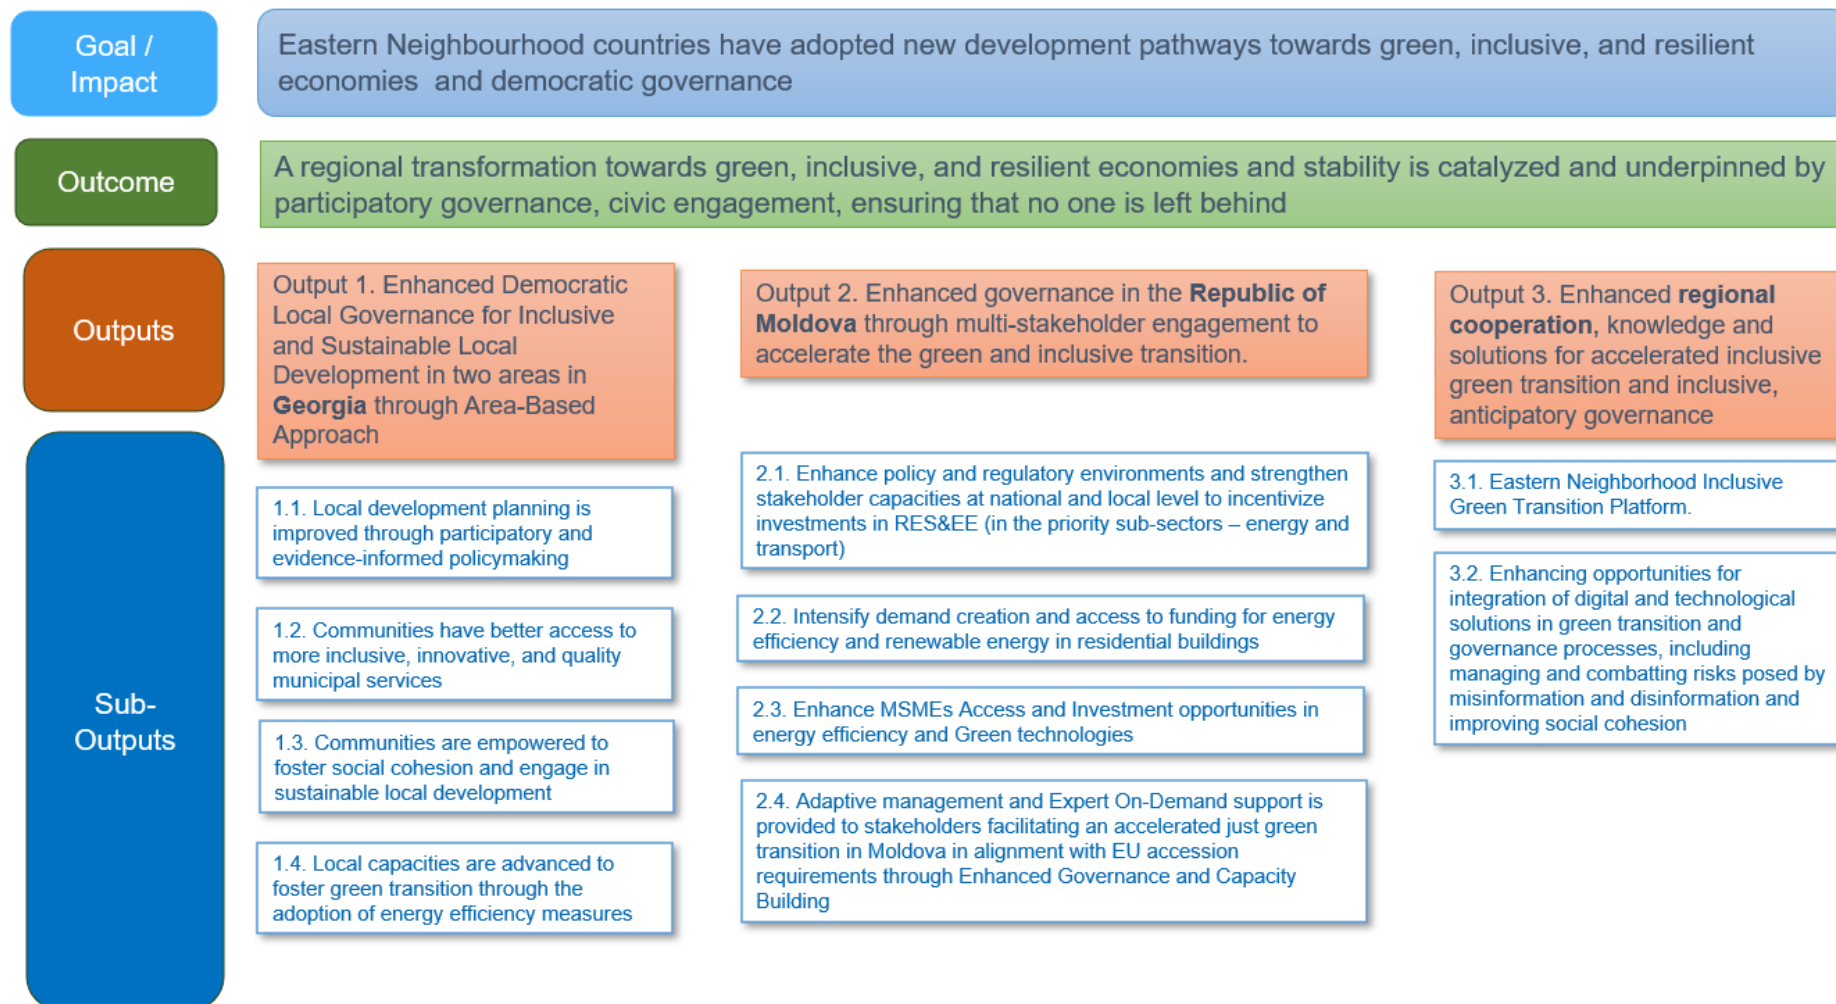 Goal /
Impact
Eastern Neighbourhood countries have adopted new development pathways towards green, inclusive, and resilient
economies and democratic governance
Outcome
A regional transformation towards green, inclusive, and resilient economies and stability is catalyzed and underpinned by
participatory governance, civic engagement, ensuring that no one is left behind
Outputs
Output 1. Enhanced Democratic
Local Governance for Inclusive
and Sustainable Local
Development in two areas in
Georgia through Area-Based
Approach
Output 2. Enhanced governance in the Republic of
Moldova through multi-stakeholder engagement to
accelerate the green and inclusive transition.
Output 3. Enhanced regional
cooperation, knowledge and
solutions for accelerated inclusive
green transition and inclusive,
anticipatory governance
Sub-
Outputs
1.1. Local development planning is
improved through participatory and
evidence-informed policymaking
1.2. Communities have better access to
more inclusive, innovative, and quality
municipal services
1.3. Communities are empowered to
foster social cohesion and engage in
sustainable local development
1.4. Local capacities are advanced to
foster green transition through the
adoption of energy efficiency measures
2.1. Enhance policy and regulatory environments and strengthen
stakeholder capacities at national and local level to incentivize
investments in RES&EE (in the priority sub-sectors – energy and
transport)
2.2. Intensify demand creation and access to funding for energy
efficiency and renewable energy in residential buildings
2.3. Enhance MSMEs Access and Investment opportunities in
energy efficiency and Green technologies
2.4. Adaptive management and Expert On-Demand support is
provided to stakeholders facilitating an accelerated just green
transition in Moldova in alignment with EU accession
requirements through Enhanced Governance and Capacity
Building
3.1. Eastern Neighborhood Inclusive
Green Transition Platform.
3.2. Enhancing opportunities for
integration of digital and technological
solutions in green transition and
governance processes, including
managing and combatting risks posed by
misinformation and disinformation and
improving social cohesion